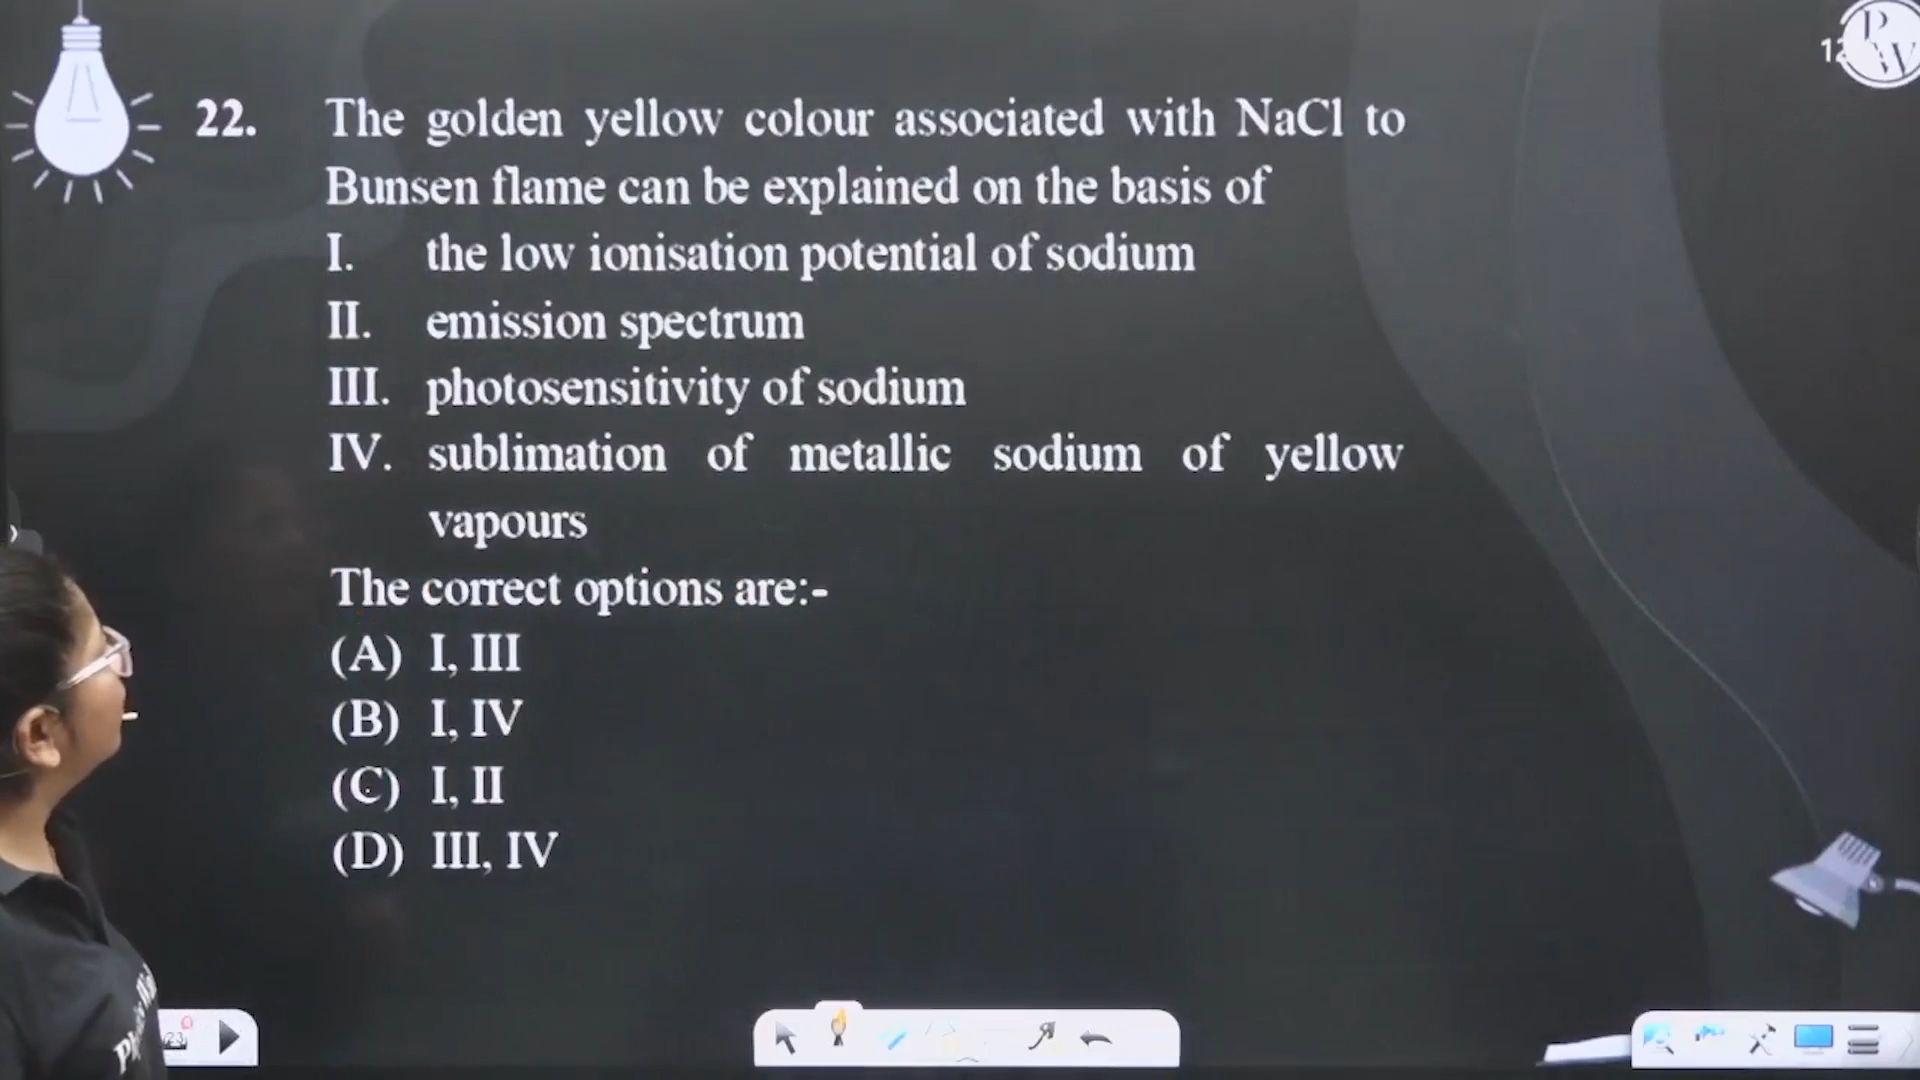 P
W
12
22. The golden yellow colour associated with NaCl to
Bunsen flame can be explained on the basis of
I. the low ionisation potential of sodium
II. emission spectrum
III. photosensitivity of sodium
IV. sublimation of metallic sodium of yellow
vapours
The correct options are:-
(A) I, III
(B) I, IV
(C) I, II
(D) III, IV